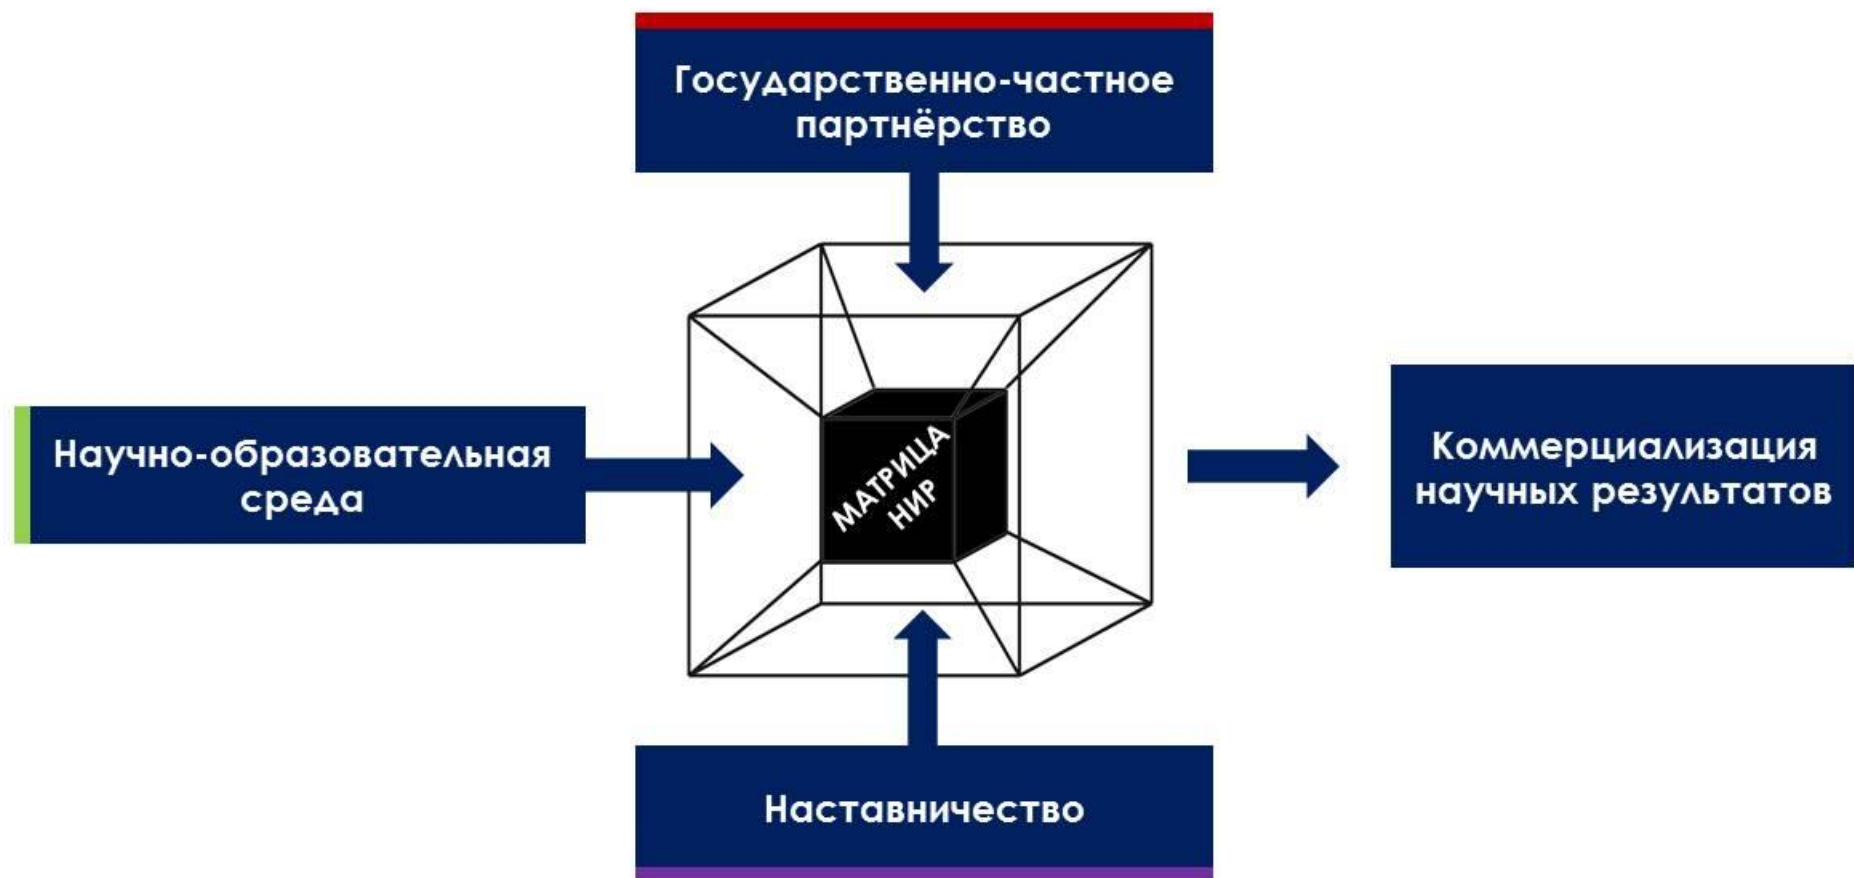 Государственно-частное
партнёрство
Научно-образовательная
среда
МАТРИЦА
НИР
Коммерциализация
научных результатов
Наставничество